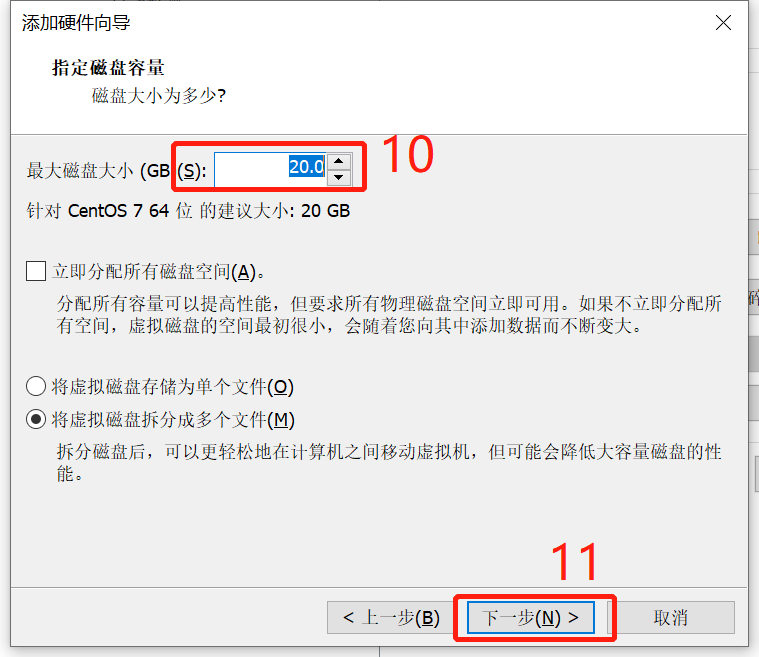 添加硬件向导
指定磁盘容量
磁盘大小为多少?
最大磁盘大小 (GB)(S): 20.0
10
针对 CentOS 7 64 位 的建议大小: 20 GB
立即分配所有磁盘空间(A)。
分配所有容量可以提高性能，但要求所有物理磁盘空间立即可用。如果不立即分配所
有空间，虚拟磁盘的空间最初很小，会随着您向其中添加数据而不断变大。
将虚拟磁盘存储为单个文件(O)
将虚拟磁盘拆分成多个文件(M)
拆分磁盘后，可以更轻松地在计算机之间移动虚拟机，但可能会降低大容量磁盘的性
能。
11
< 上一步(B) 下一步(N) > 取消